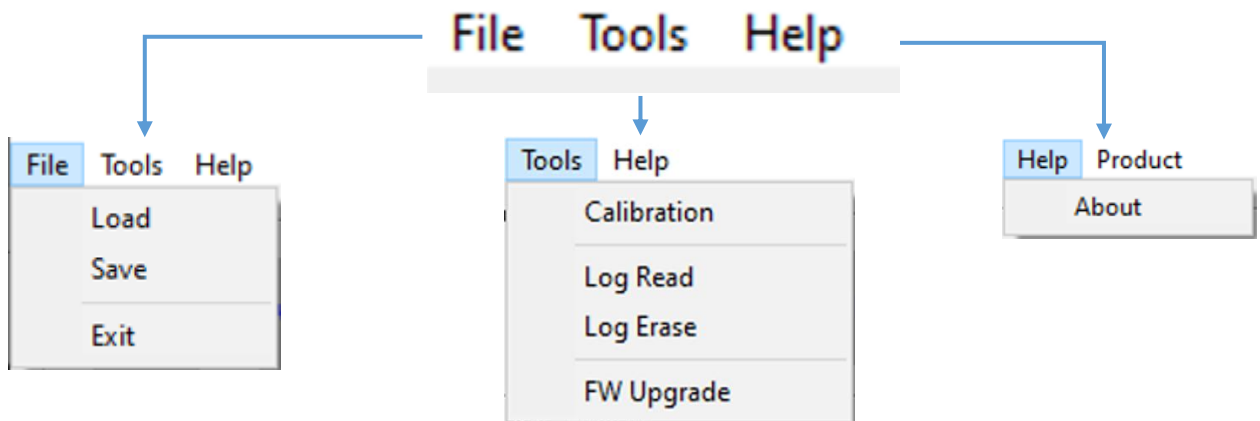 File Tools Help
File Tools Help
Load
Save
Exit
Tools Help
Calibration
Log Read
Log Erase
FW Upgrade
Help Product
About